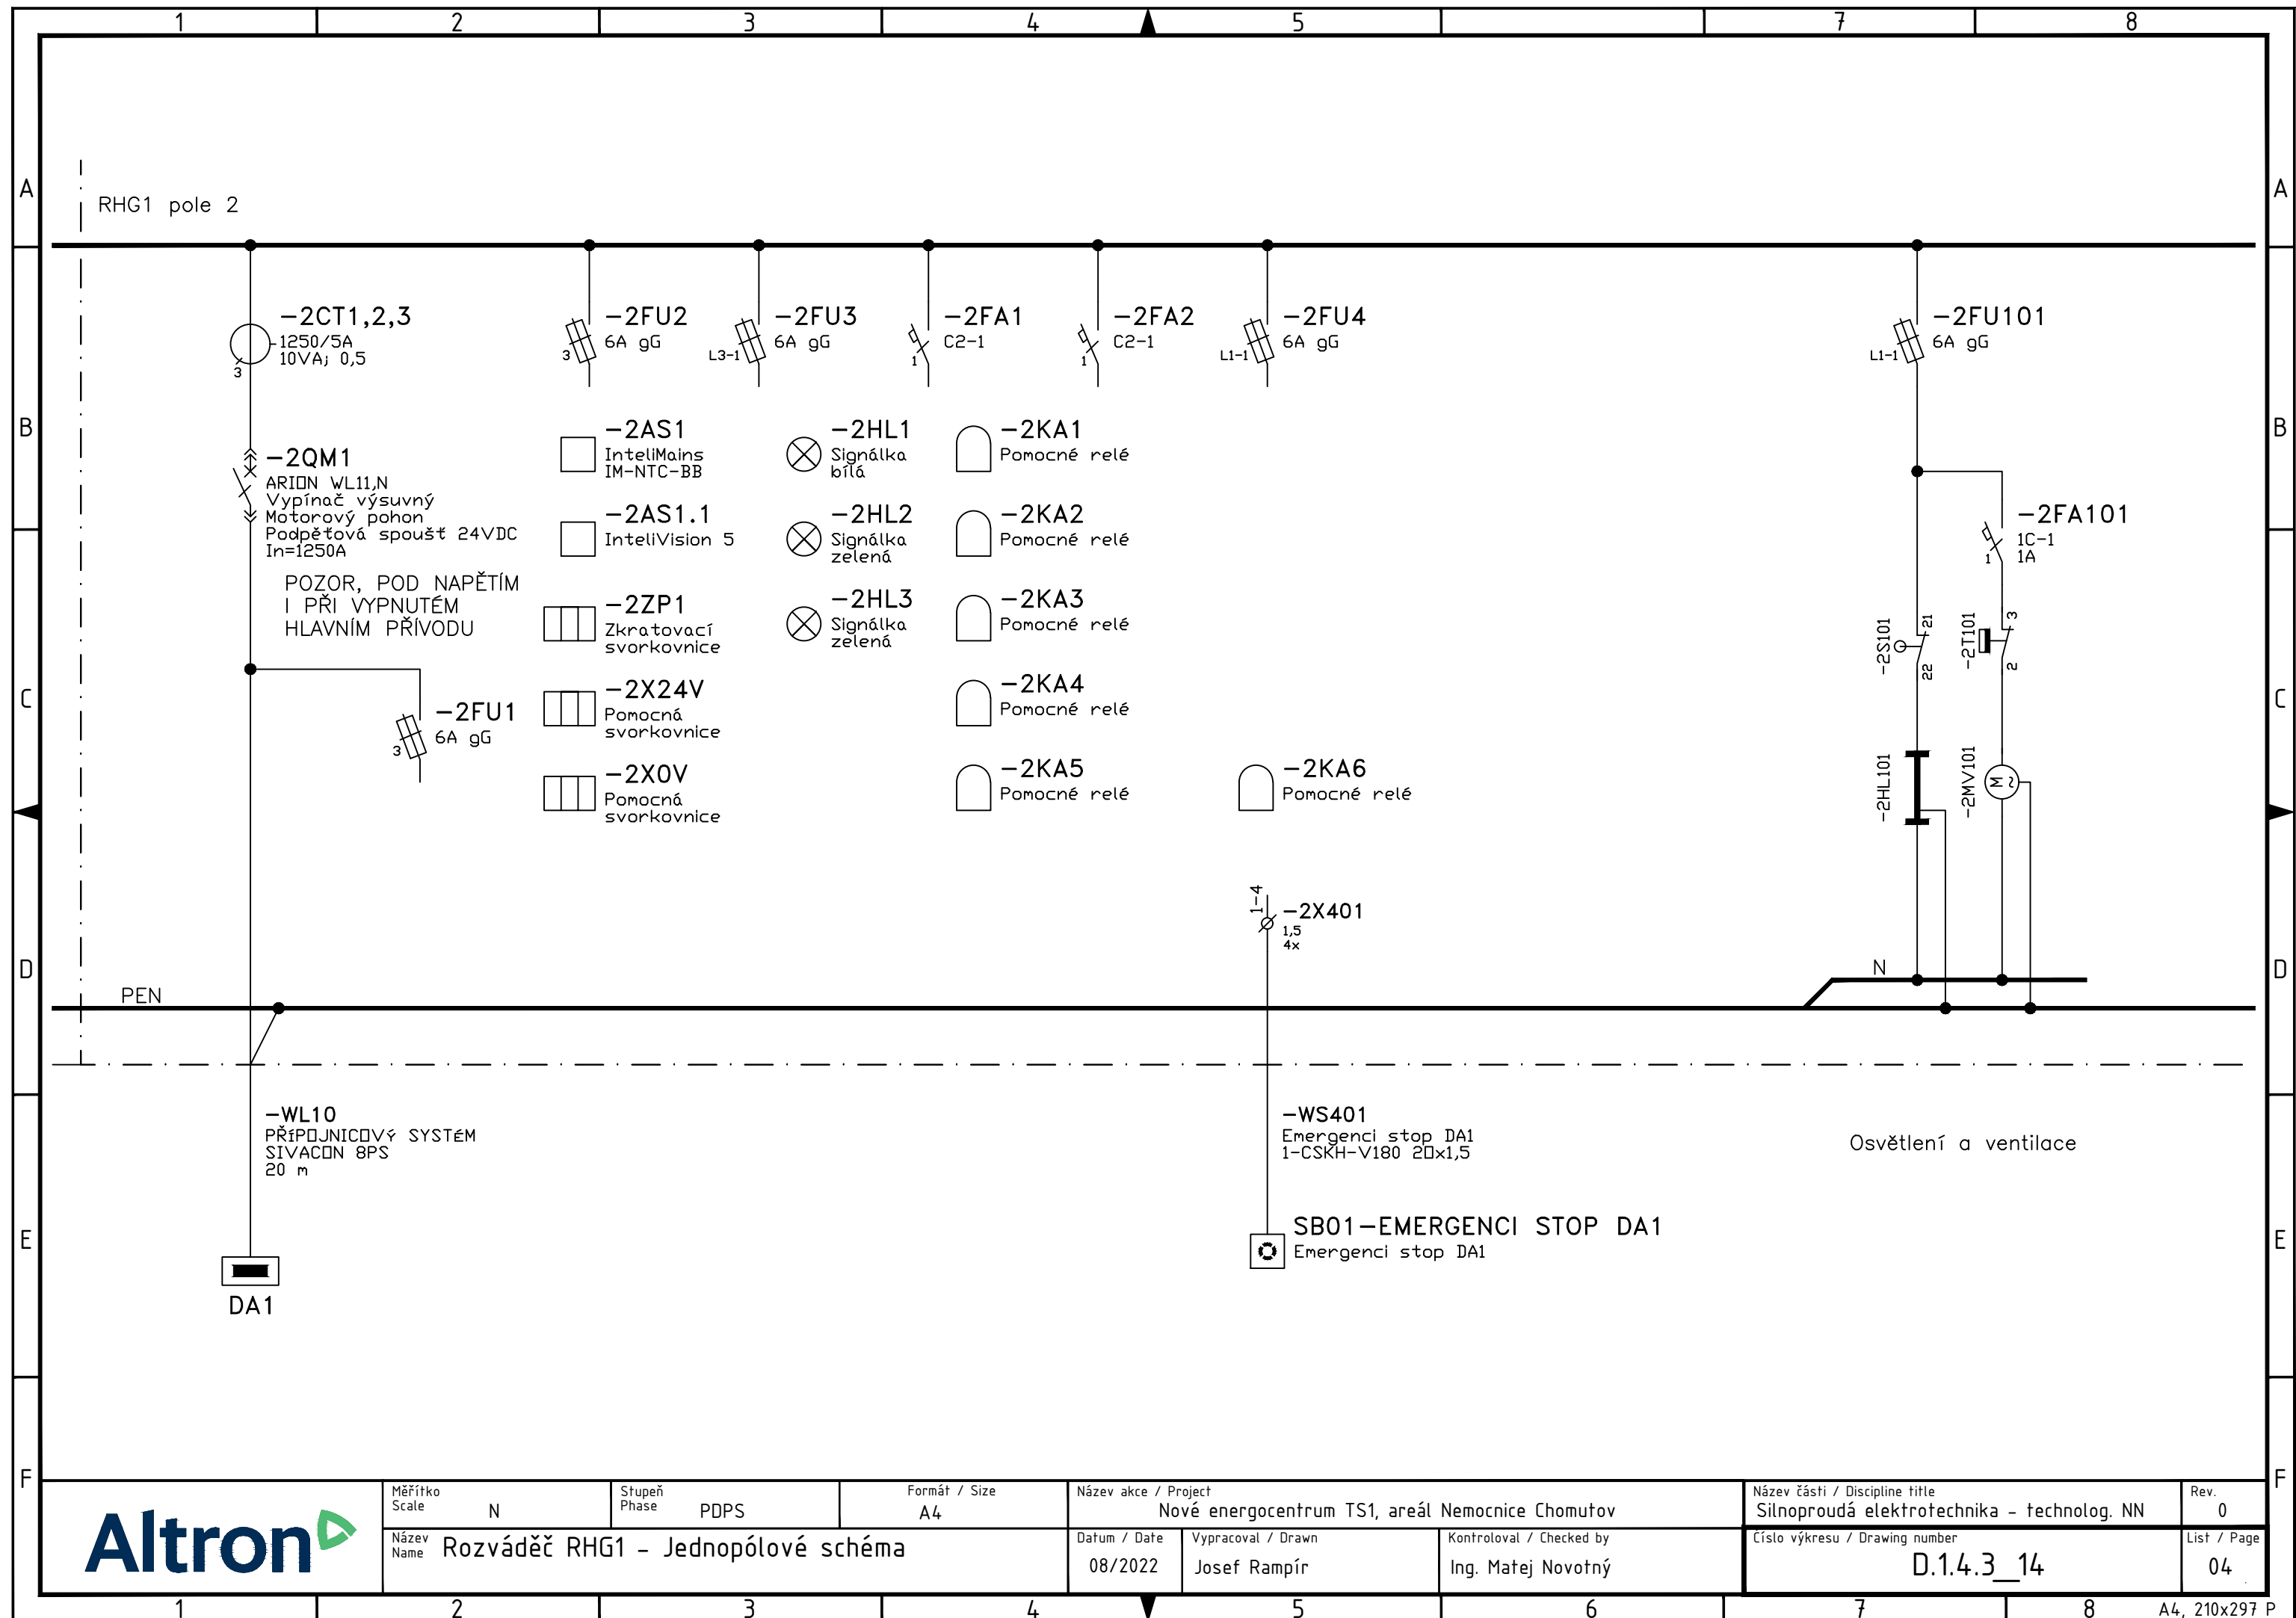 1 2 3 4 5 7 8
A A
RHG1 pole 2
-2CT1,2,3
1250/5A
10VA; 0,5
3
-2FU2
6A gG
3
-2FU3
6A gG
L3-1
-2FA1
C2-1
1
-2FA2
C2-1
1
-2FU4
6A gG
L1-1
-2FU101
6A gG
L1-1
B B
-2QM1
ARION WL11,N
Vypínač výsuvný
Motorový pohon
Podpěťová spoušť 24VDC
In=1250A
POZOR, POD NAPĚTÍM
I PŘI VYPNUTÉM
HLAVNÍM PŘÍVODU
-2AS1
InteliMains
IM-NTC-BB
-2AS1.1
InteliVision 5
-2ZP1
Zkratovací
svorkovnice
-2X24V
Pomocná
svorkovnice
-2X0V
Pomocná
svorkovnice
-2HL1
Signálka
bílá
-2HL2
Signálka
zelená
-2HL3
Signálka
zelená
-2KA1
Pomocné relé
-2KA2
Pomocné relé
-2KA3
Pomocné relé
-2KA4
Pomocné relé
-2KA5
Pomocné relé
-2KA6
Pomocné relé
-2FA101
1C-1
1A
1
-2S101
21
22
-2T101
3
2
C C
-2FU1
6A gG
3
-2HL101
-2MV101
M~
1-4
-2X401
1,5
4x
D D
N
PEN
-WL10
PŘÍPOJNICOVÝ SYSTÉM
SIVACON 8PS
20 m
-WS401
Emergenci stop DA1
1-CSKH-V180 20x1,5
Osvětlení a ventilace
E E
SB01-EMERGENCI STOP DA1
Emergenci stop DA1
DA1
F F
Altron
Měřítko
Scale
N
Stupeň
Phase
PDPS
Formát / Size
A4
Název akce / Project
Nové energocentrum TS1, areál Nemocnice Chomutov
Název části / Discipline title
Silnoproudá elektrotechnika - technolog. NN
Rev.
0
Název
Name
Rozváděč RHG1 - Jednopólové schéma
Datum / Date
08/2022
Vypracoval / Drawn
Josef Rampír
Kontroloval / Checked by
Ing. Matej Novotný
Číslo výkresu / Drawing number
D.1.4.3__14
List / Page
04
1 2 3 4 5 6 7 8
A4, 210x297 P